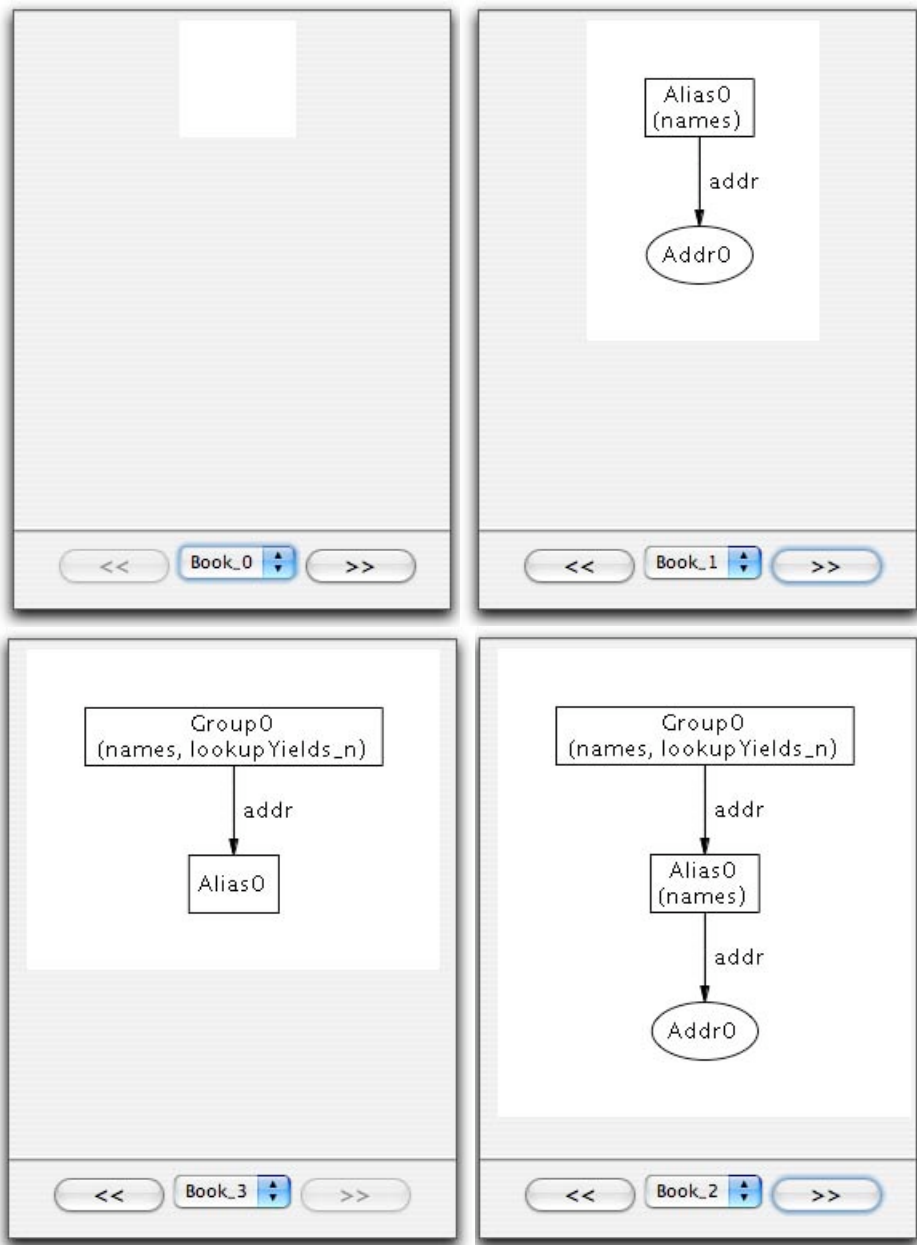 << Book_0 >>
Alias0
(names)
addr
Addr0
<< Book_1 >>
Group0
(names, lookupYields_n)
addr
Alias0
<< Book_3 >>
Group0
(names, lookupYields_n)
addr
Alias0
(names)
addr
Addr0
<< Book_2 >>